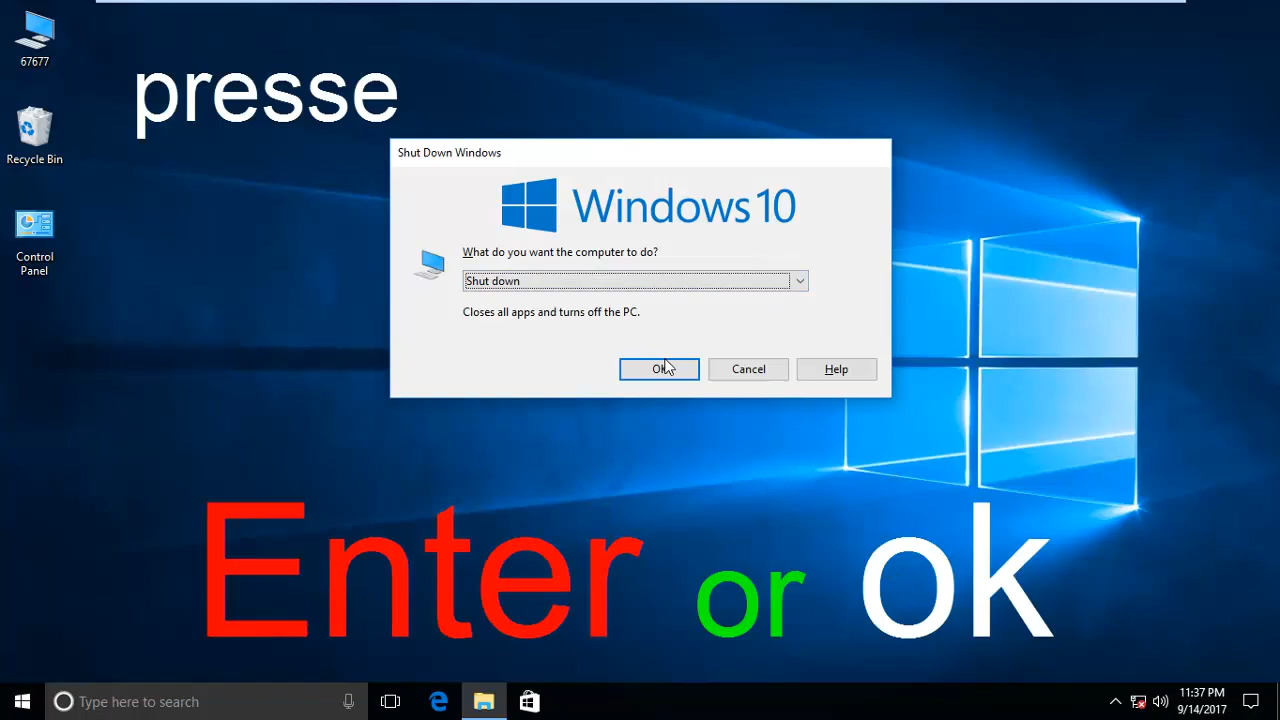 67677
Recycle Bin
Control
Panel
presse
Shut Down Windows
Windows 10
What do you want the computer to do?
Shut down
Closes all apps and turns off the PC.
OK
Cancel
Help
Enter or ok
Type here to search
11:37 PM
9/14/2017